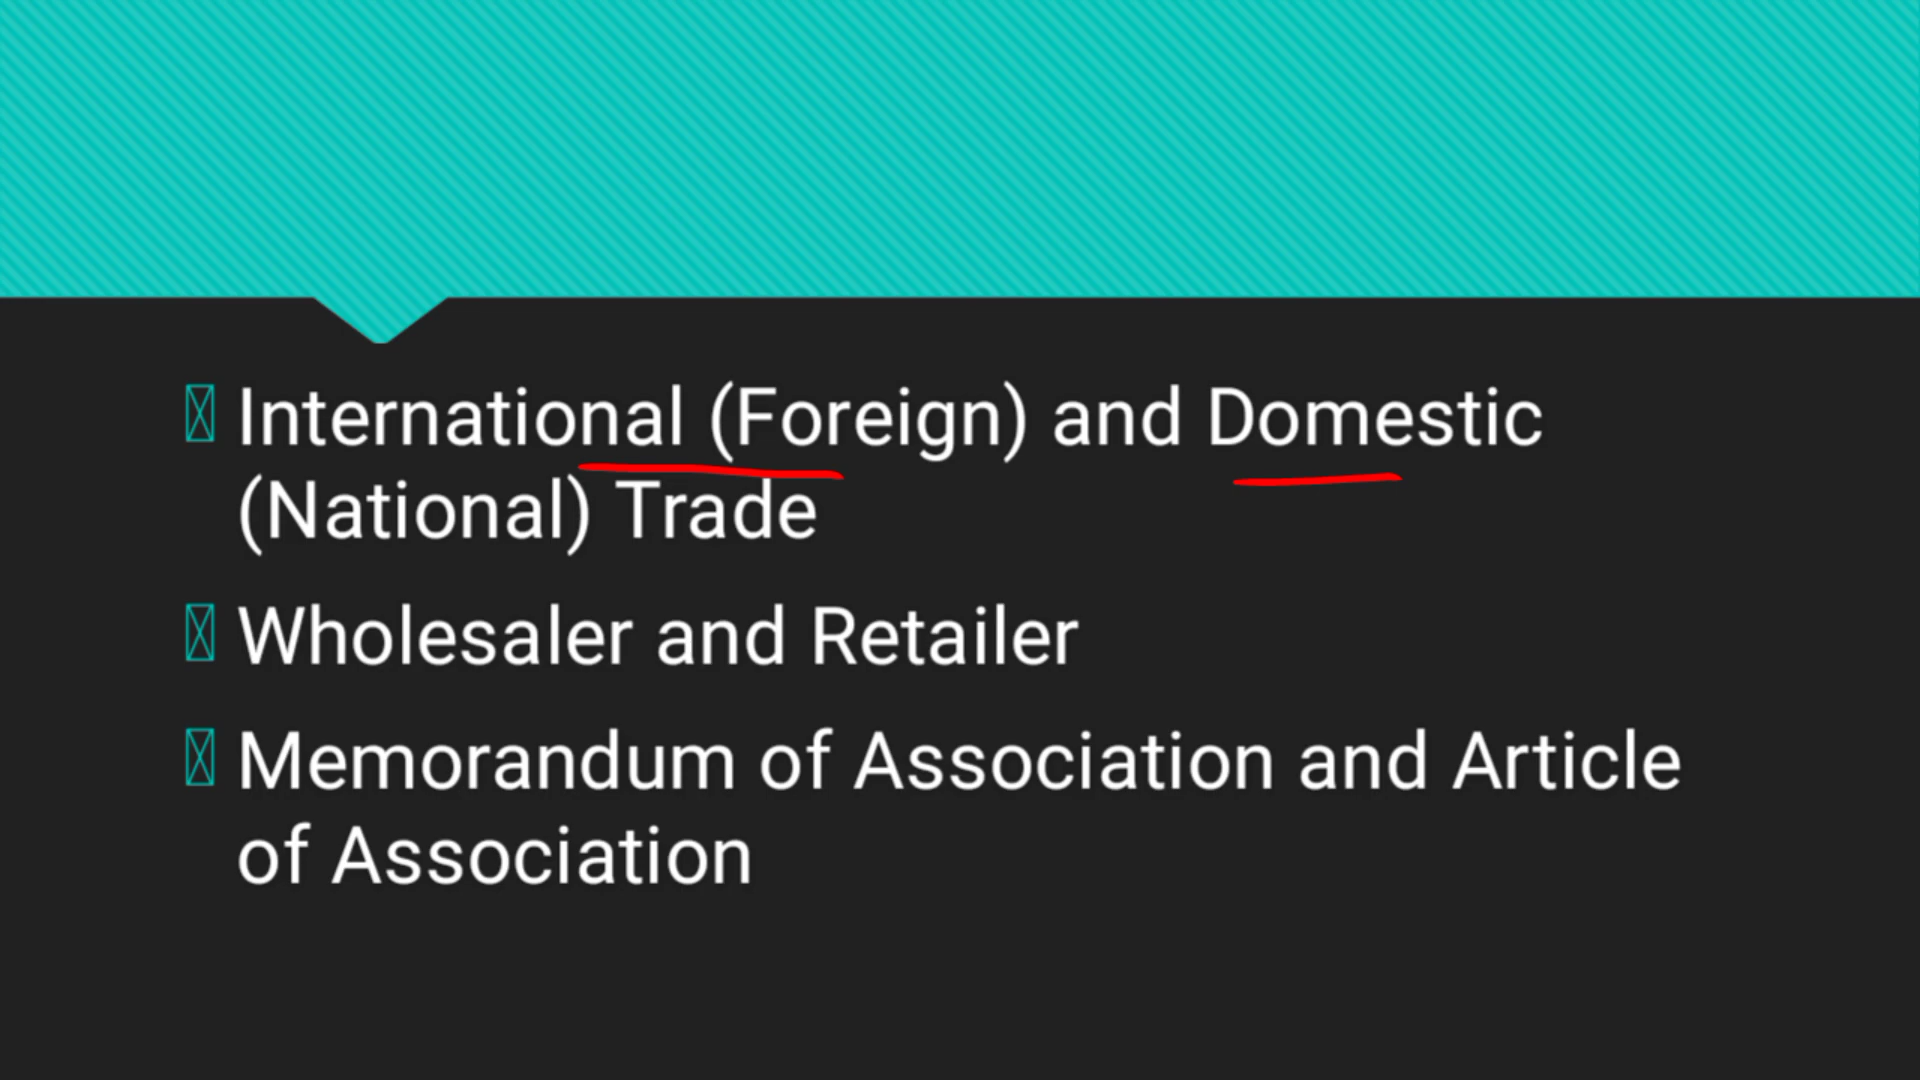 International (Foreign) and Domestic
(National) Trade
Wholesaler and Retailer
Memorandum of Association and Article
of Association